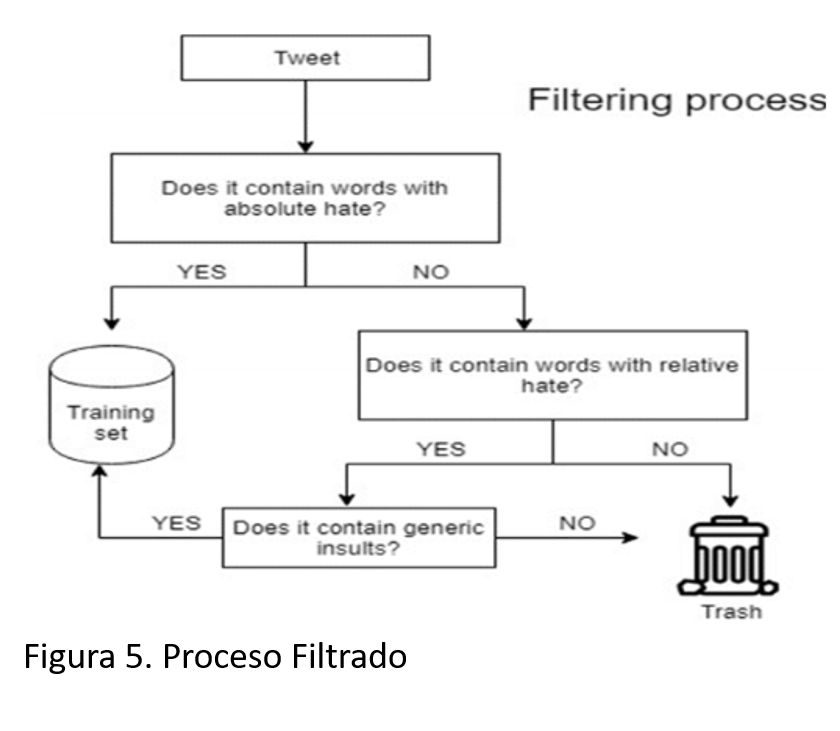 Tweet
Filtering process
Does it contain words with
absolute hate?
YES
NO
Does it contain words with relative
hate?
Training
set
YES
NO
YES
Does it contain generic
insults?
NO
Trash
Figura 5. Proceso Filtrado